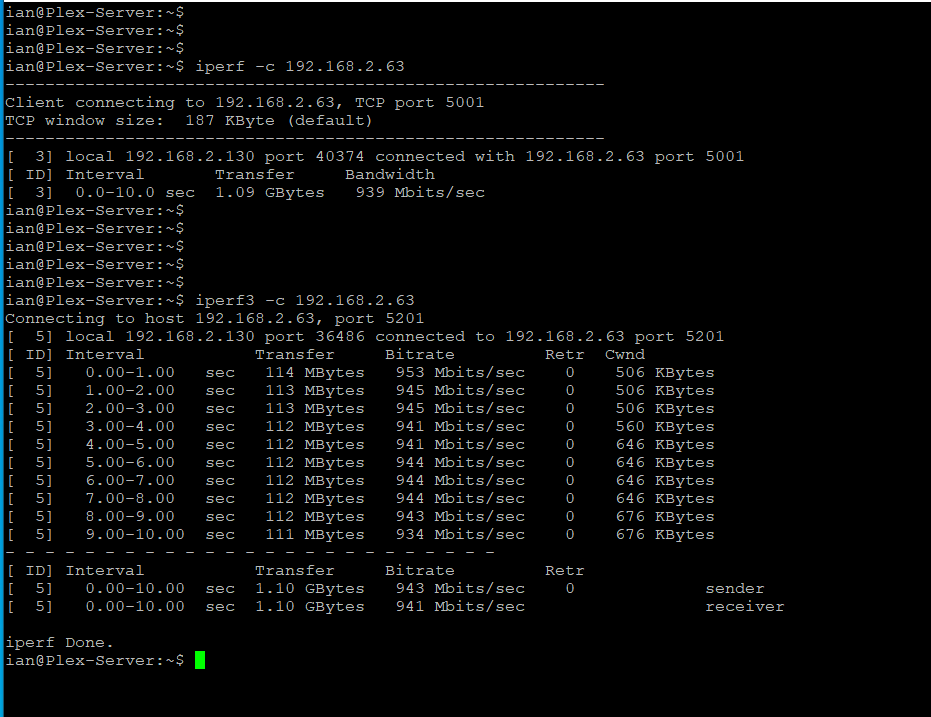 ian@Plex-Server:~$
ian@Plex-Server:~$
ian@Plex-Server:~$
ian@Plex-Server:~$ iperf -c 192.168.2.63
------------------------------------------------------------
Client connecting to 192.168.2.63, TCP port 5001
TCP window size:  187 KByte (default)
------------------------------------------------------------
[  3] local 192.168.2.130 port 40374 connected with 192.168.2.63 port 5001
[ ID] Interval       Transfer     Bandwidth
[  3]  0.0-10.0 sec  1.09 GBytes   939 Mbits/sec
ian@Plex-Server:~$
ian@Plex-Server:~$
ian@Plex-Server:~$
ian@Plex-Server:~$
ian@Plex-Server:~$
ian@Plex-Server:~$ iperf3 -c 192.168.2.63
Connecting to host 192.168.2.63, port 5201
[  5] local 192.168.2.130 port 36486 connected to 192.168.2.63 port 5201
[ ID] Interval           Transfer     Bitrate         Retr  Cwnd
[  5]   0.00-1.00   sec   114 MBytes   953 Mbits/sec    0    506 KBytes
[  5]   1.00-2.00   sec   113 MBytes   945 Mbits/sec    0    506 KBytes
[  5]   2.00-3.00   sec   113 MBytes   945 Mbits/sec    0    506 KBytes
[  5]   3.00-4.00   sec   112 MBytes   941 Mbits/sec    0    560 KBytes
[  5]   4.00-5.00   sec   112 MBytes   941 Mbits/sec    0    646 KBytes
[  5]   5.00-6.00   sec   112 MBytes   944 Mbits/sec    0    646 KBytes
[  5]   6.00-7.00   sec   112 MBytes   944 Mbits/sec    0    646 KBytes
[  5]   7.00-8.00   sec   112 MBytes   944 Mbits/sec    0    646 KBytes
[  5]   8.00-9.00   sec   112 MBytes   943 Mbits/sec    0    676 KBytes
[  5]   9.00-10.00  sec   111 MBytes   934 Mbits/sec    0    676 KBytes
- - - - - - - - - - - - - - - - - - - - - - - - -
[ ID] Interval           Transfer     Bitrate         Retr
[  5]   0.00-10.00  sec  1.10 GBytes   943 Mbits/sec    0             sender
[  5]   0.00-10.00  sec  1.10 GBytes   941 Mbits/sec                  receiver

iperf Done.
ian@Plex-Server:~$